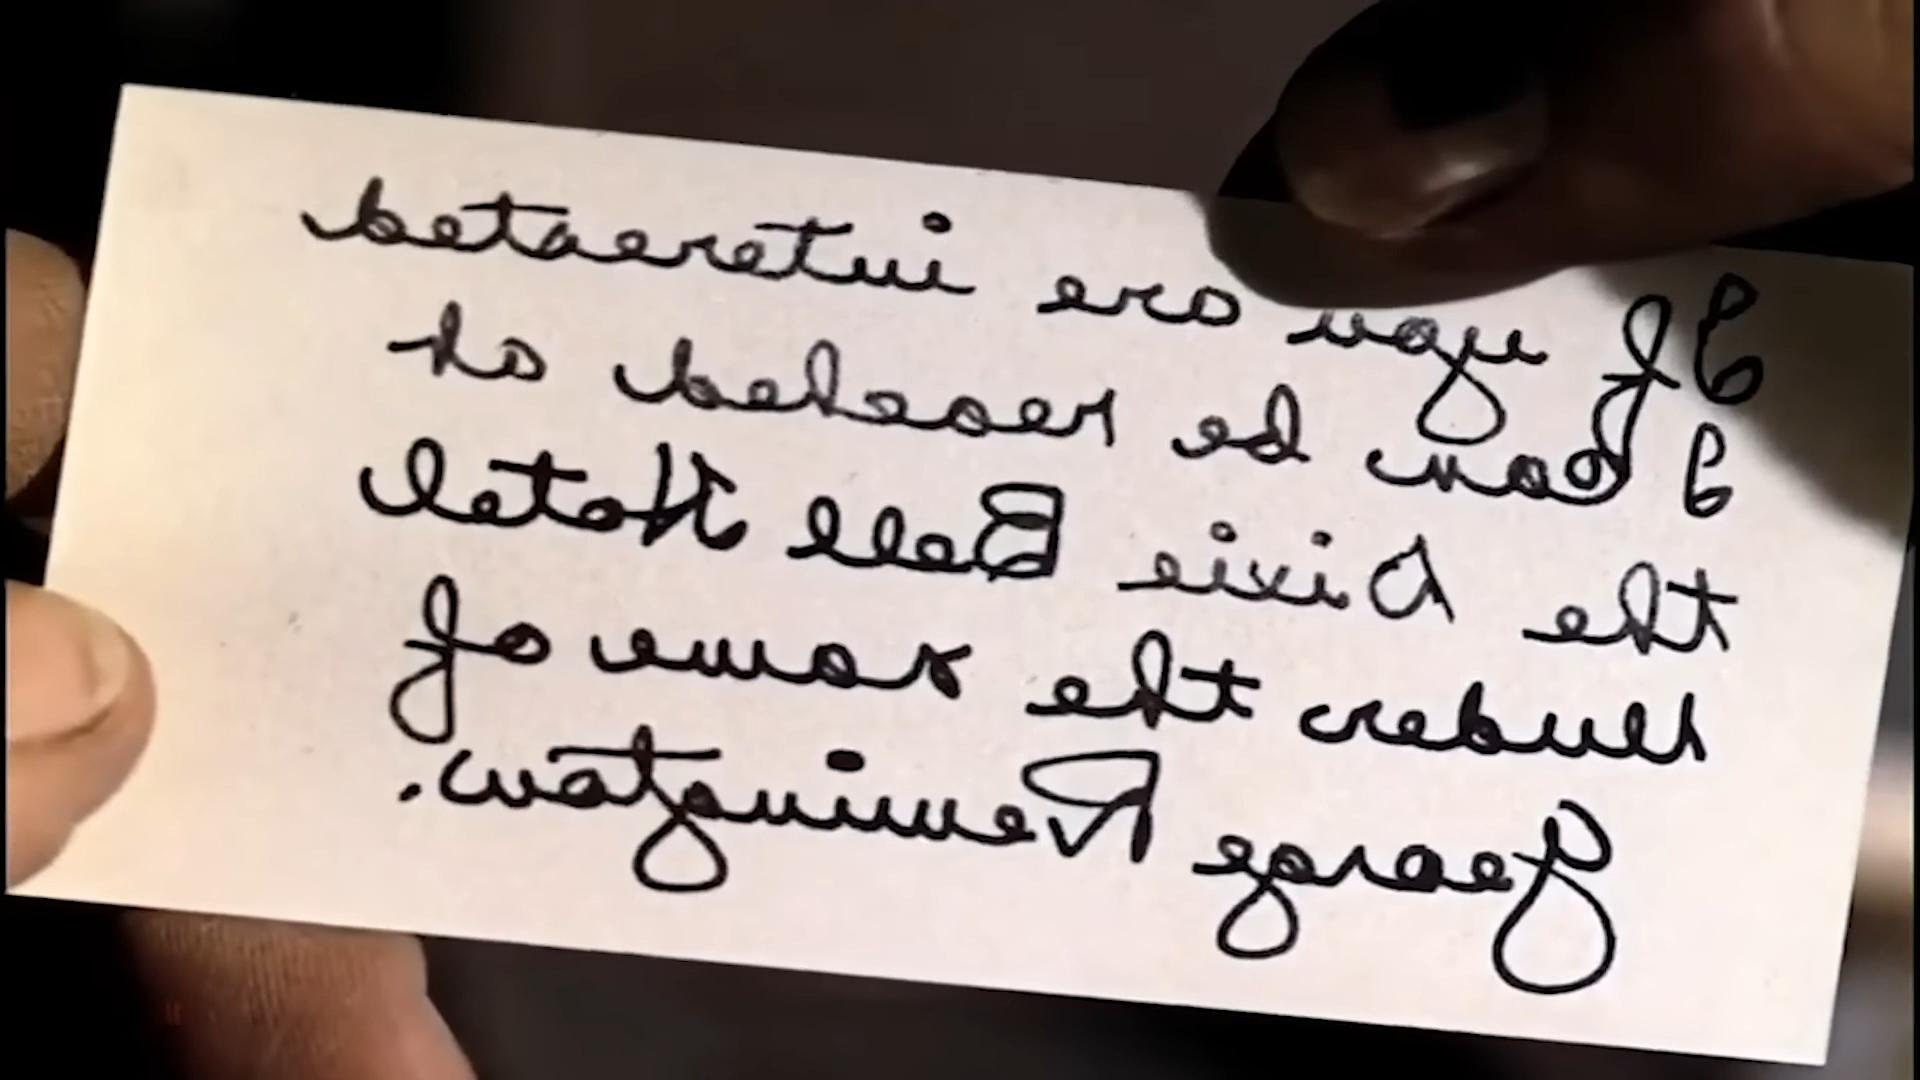 If you are interested
I can be reached at
the Dixie Bell Hotel
under the name of
George Remington.